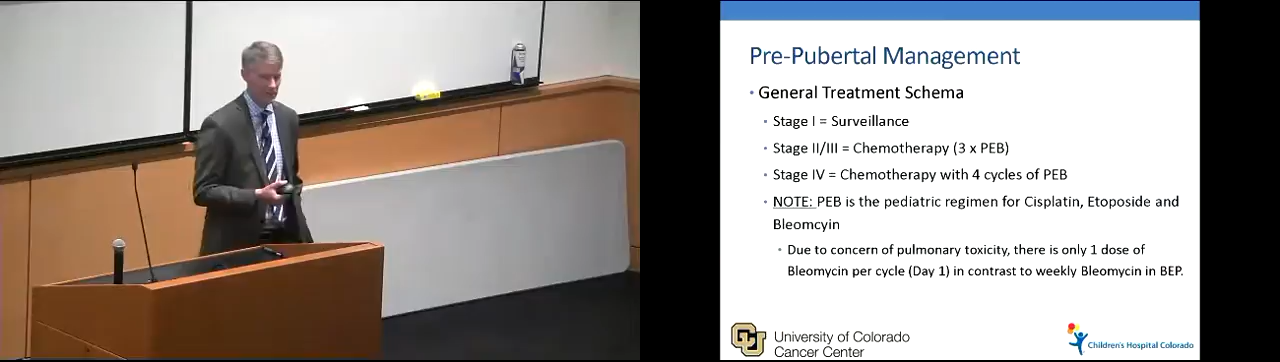 Pre-Pubertal Management
• General Treatment Schema
• Stage I = Surveillance
• Stage II/III = Chemotherapy (3 x PEB)
• Stage IV = Chemotherapy with 4 cycles of PEB
• NOTE: PEB is the pediatric regimen for Cisplatin, Etoposide and
Bleomcyin
• Due to concern of pulmonary toxicity, there is only 1 dose of
Bleomycin per cycle (Day 1) in contrast to weekly Bleomycin in BEP.
CU
University of Colorado
Cancer Center
Children's Hospital Colorado